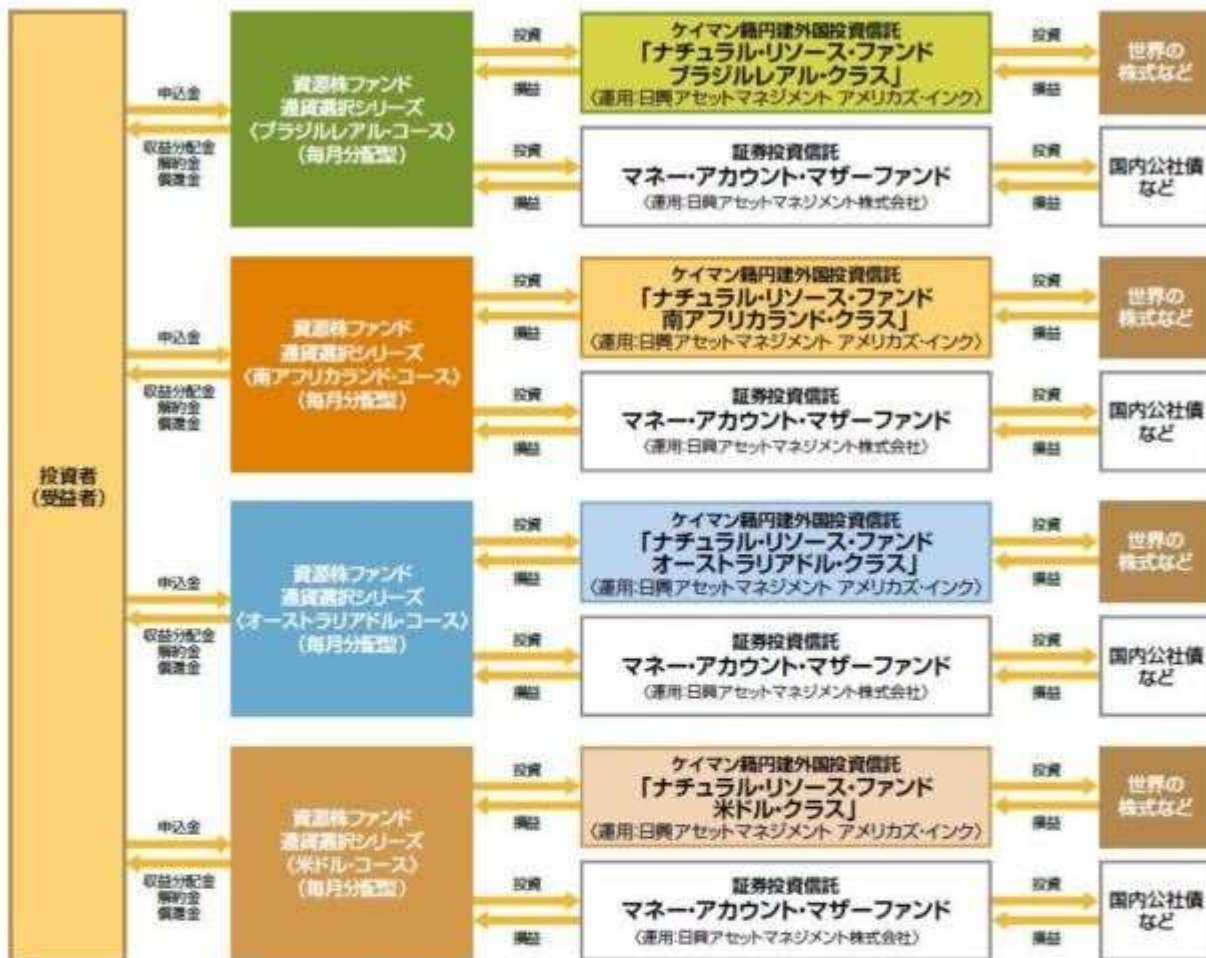 投資者
(受益者)
申込金
収益分配金
解約金
償還金
資源株ファンド
通貨選択シリーズ
〈ブラジルレアル・コース〉
(毎月分配型)
投資
損益
ケイマン籍円建外国投資信託
「ナチュラル・リソース・ファンド
ブラジルレアル・クラス」
〈運用:日興アセットマネジメント アメリカズ・インク〉
投資
損益
世界の
株式など
投資
損益
証券投資信託
マネー・アカウント・マザーファンド
〈運用:日興アセットマネジメント株式会社〉
投資
損益
国内公社債
など
申込金
収益分配金
解約金
償還金
資源株ファンド
通貨選択シリーズ
〈南アフリカランド・コース〉
(毎月分配型)
投資
損益
ケイマン籍円建外国投資信託
「ナチュラル・リソース・ファンド
南アフリカランド・クラス」
〈運用:日興アセットマネジメント アメリカズ・インク〉
投資
損益
世界の
株式など
投資
損益
証券投資信託
マネー・アカウント・マザーファンド
〈運用:日興アセットマネジメント株式会社〉
投資
損益
国内公社債
など
申込金
収益分配金
解約金
償還金
資源株ファンド
通貨選択シリーズ
〈オーストラリアドル・コース〉
(毎月分配型)
投資
損益
ケイマン籍円建外国投資信託
「ナチュラル・リソース・ファンド
オーストラリアドル・クラス」
〈運用:日興アセットマネジメント アメリカズ・インク〉
投資
損益
世界の
株式など
投資
損益
証券投資信託
マネー・アカウント・マザーファンド
〈運用:日興アセットマネジメント株式会社〉
投資
損益
国内公社債
など
申込金
収益分配金
解約金
償還金
資源株ファンド
通貨選択シリーズ
〈米ドル・コース〉
(毎月分配型)
投資
損益
ケイマン籍円建外国投資信託
「ナチュラル・リソース・ファンド
米ドル・クラス」
〈運用:日興アセットマネジメント アメリカズ・インク〉
投資
損益
世界の
株式など
投資
損益
証券投資信託
マネー・アカウント・マザーファンド
〈運用:日興アセットマネジメント株式会社〉
投資
損益
国内公社債
など